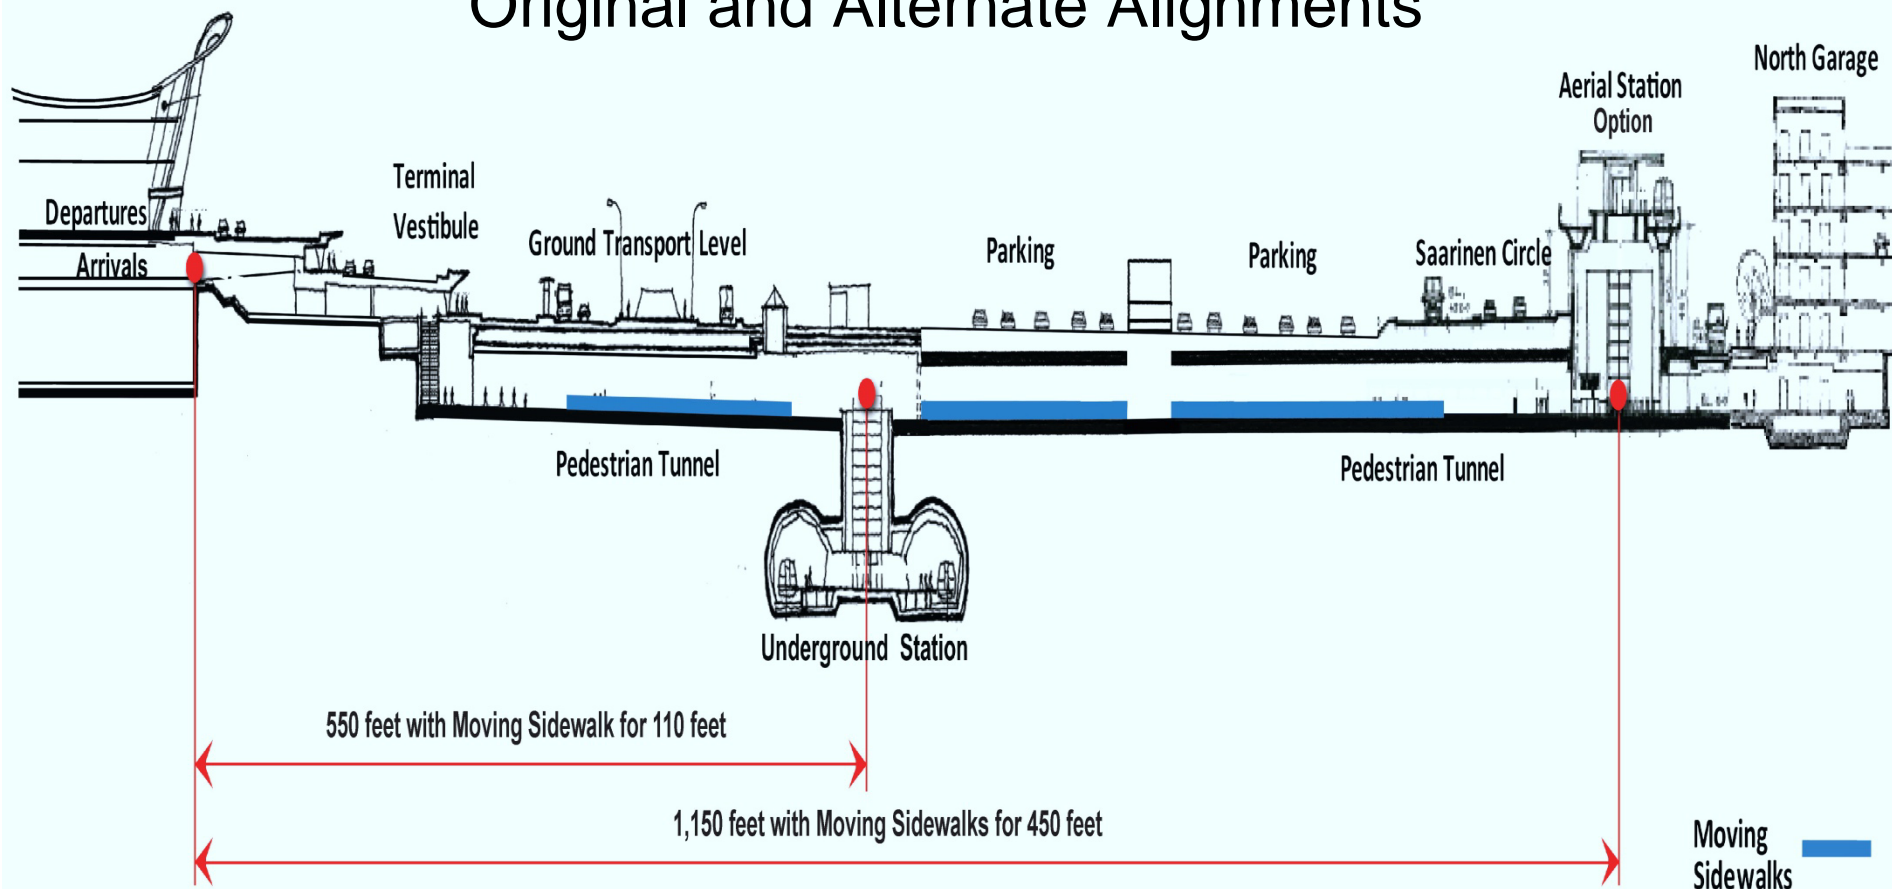 Original and Alternate Alignments
North Garage
Aerial Station
Option
Terminal
Vestibule
Departures
Ground Transport Level
Parking
Parking
Saarinen Circle
Arrivals
Pedestrian Tunnel
Pedestrian Tunnel
Underground Station
550 feet with Moving Sidewalk for 110 feet
1,150 feet with Moving Sidewalks for 450 feet
Moving
Sidewalks